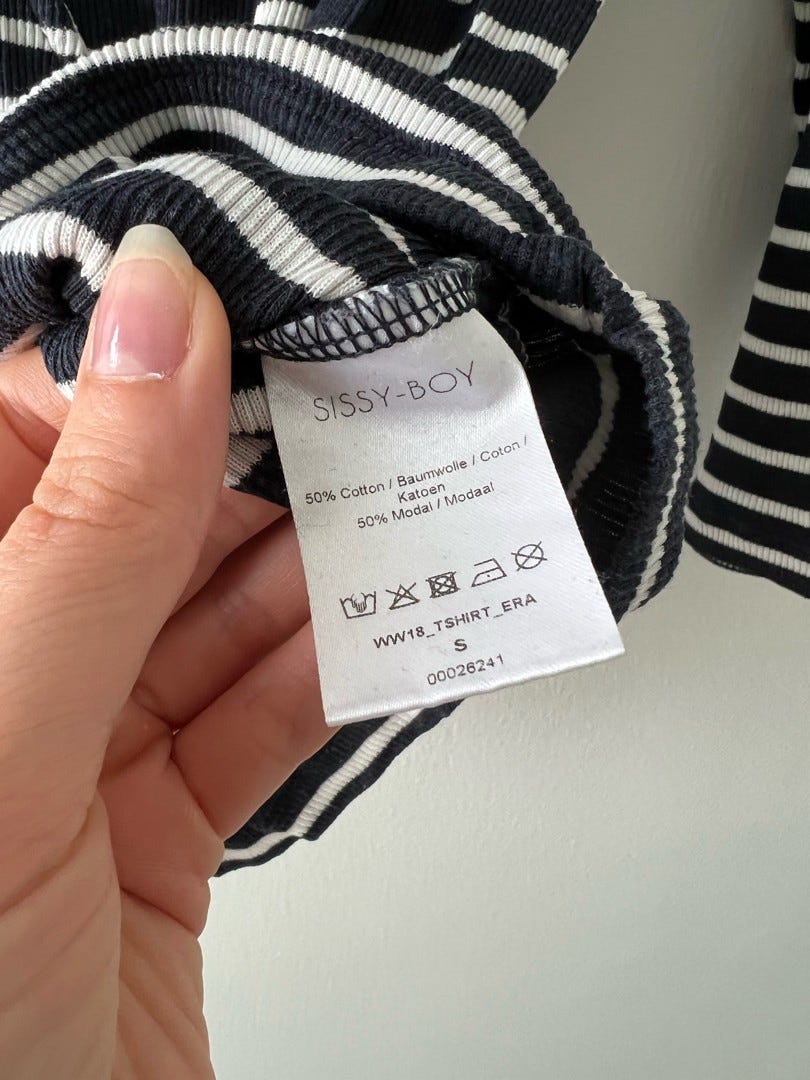 SISSY-BOY
50% Cotton / Baumwolle / Coton /
Katoen
50% Modal / Modaal
WW18_TSHIRT_ERA
S
00026241